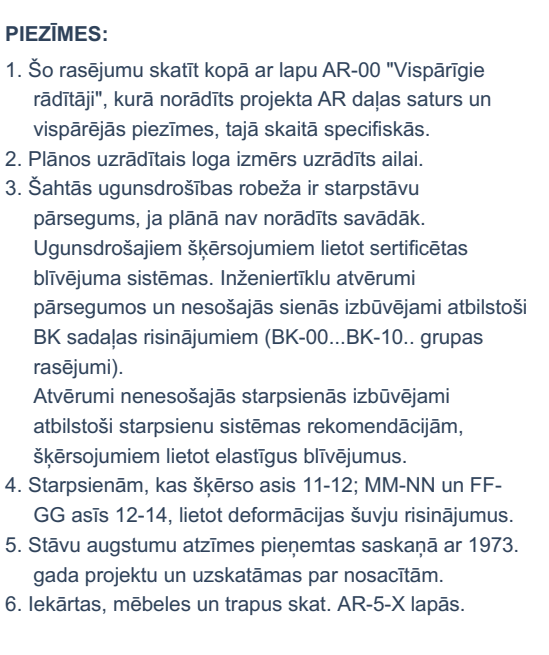 PIEZĪMES:
1. Šo rasējumu skatīt kopā ar lapu AR-00 "Vispārīgie
rādītāji", kurā norādīts projekta AR daļas saturs un
vispārējās piezīmes, tajā skaitā specifiskās.
2. Plānos uzrādītais loga izmērs uzrādīts ailai.
3. Šahtās ugunsdrošības robeža ir starpstāvu
pārsegums, ja plānā nav norādīts savādāk.
Ugunsdrošajiem šķērsojumiem lietot sertificētas
blīvējuma sistēmas. Inženiertīklu atvērumi
pārsegumos un nesošajās sienās izbūvējami atbilstoši
BK sadaļas risinājumiem (BK-00...BK-10.. grupas
rasējumi).
Atvērumi nenesošajās starpsienās izbūvējami
atbilstoši starpsienu sistēmas rekomendācijām,
šķērsojumiem lietot elastīgus blīvējumus.
4. Starpsienām, kas šķērso asis 11-12; MM-NN un FF-
GG asīs 12-14, lietot deformācijas šuvju risinājumus.
5. Stāvu augstumu atzīmes pieņemtas saskaņā ar 1973.
gada projektu un uzskatāmas par nosacītām.
6. Iekārtas, mēbeles un trapus skat. AR-5-X lapās.